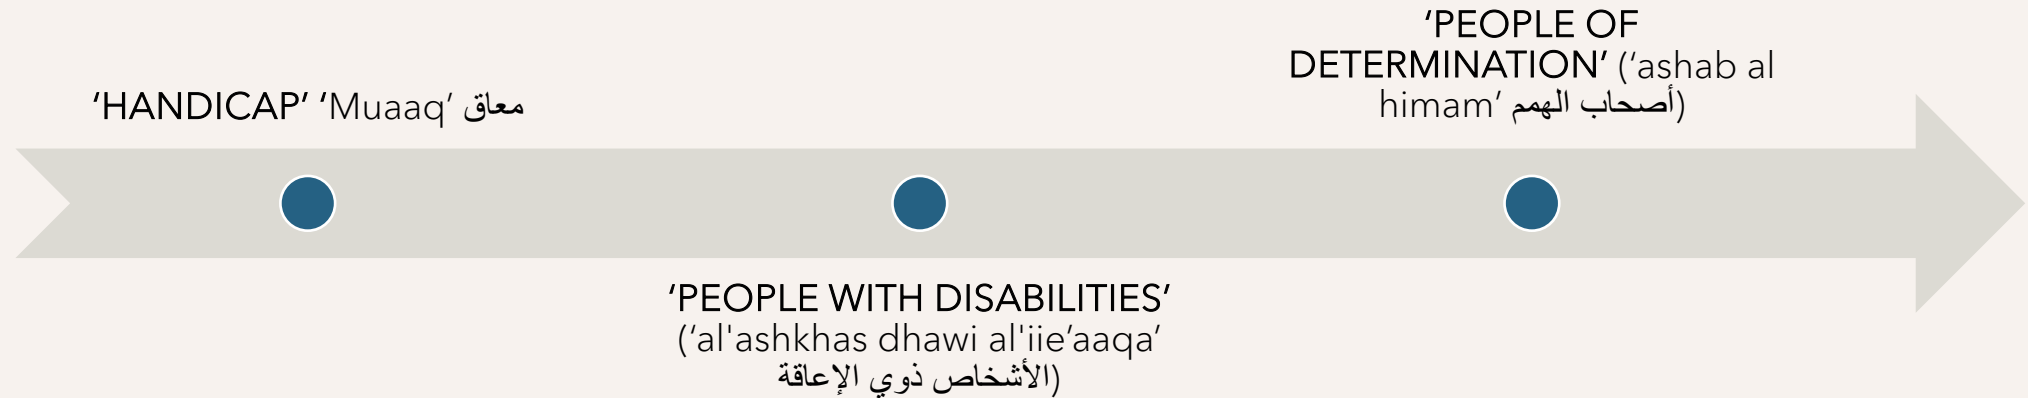 ‘HANDICAP’ ‘Muaaq’ معاق
‘PEOPLE WITH DISABILITIES’
(‘al'ashkhas dhawi al'iie’aaqa’
الأشخاص ذوي الإعاقة)
‘PEOPLE OF
DETERMINATION’ (‘ashab al
himam’ أصحاب الهمم)